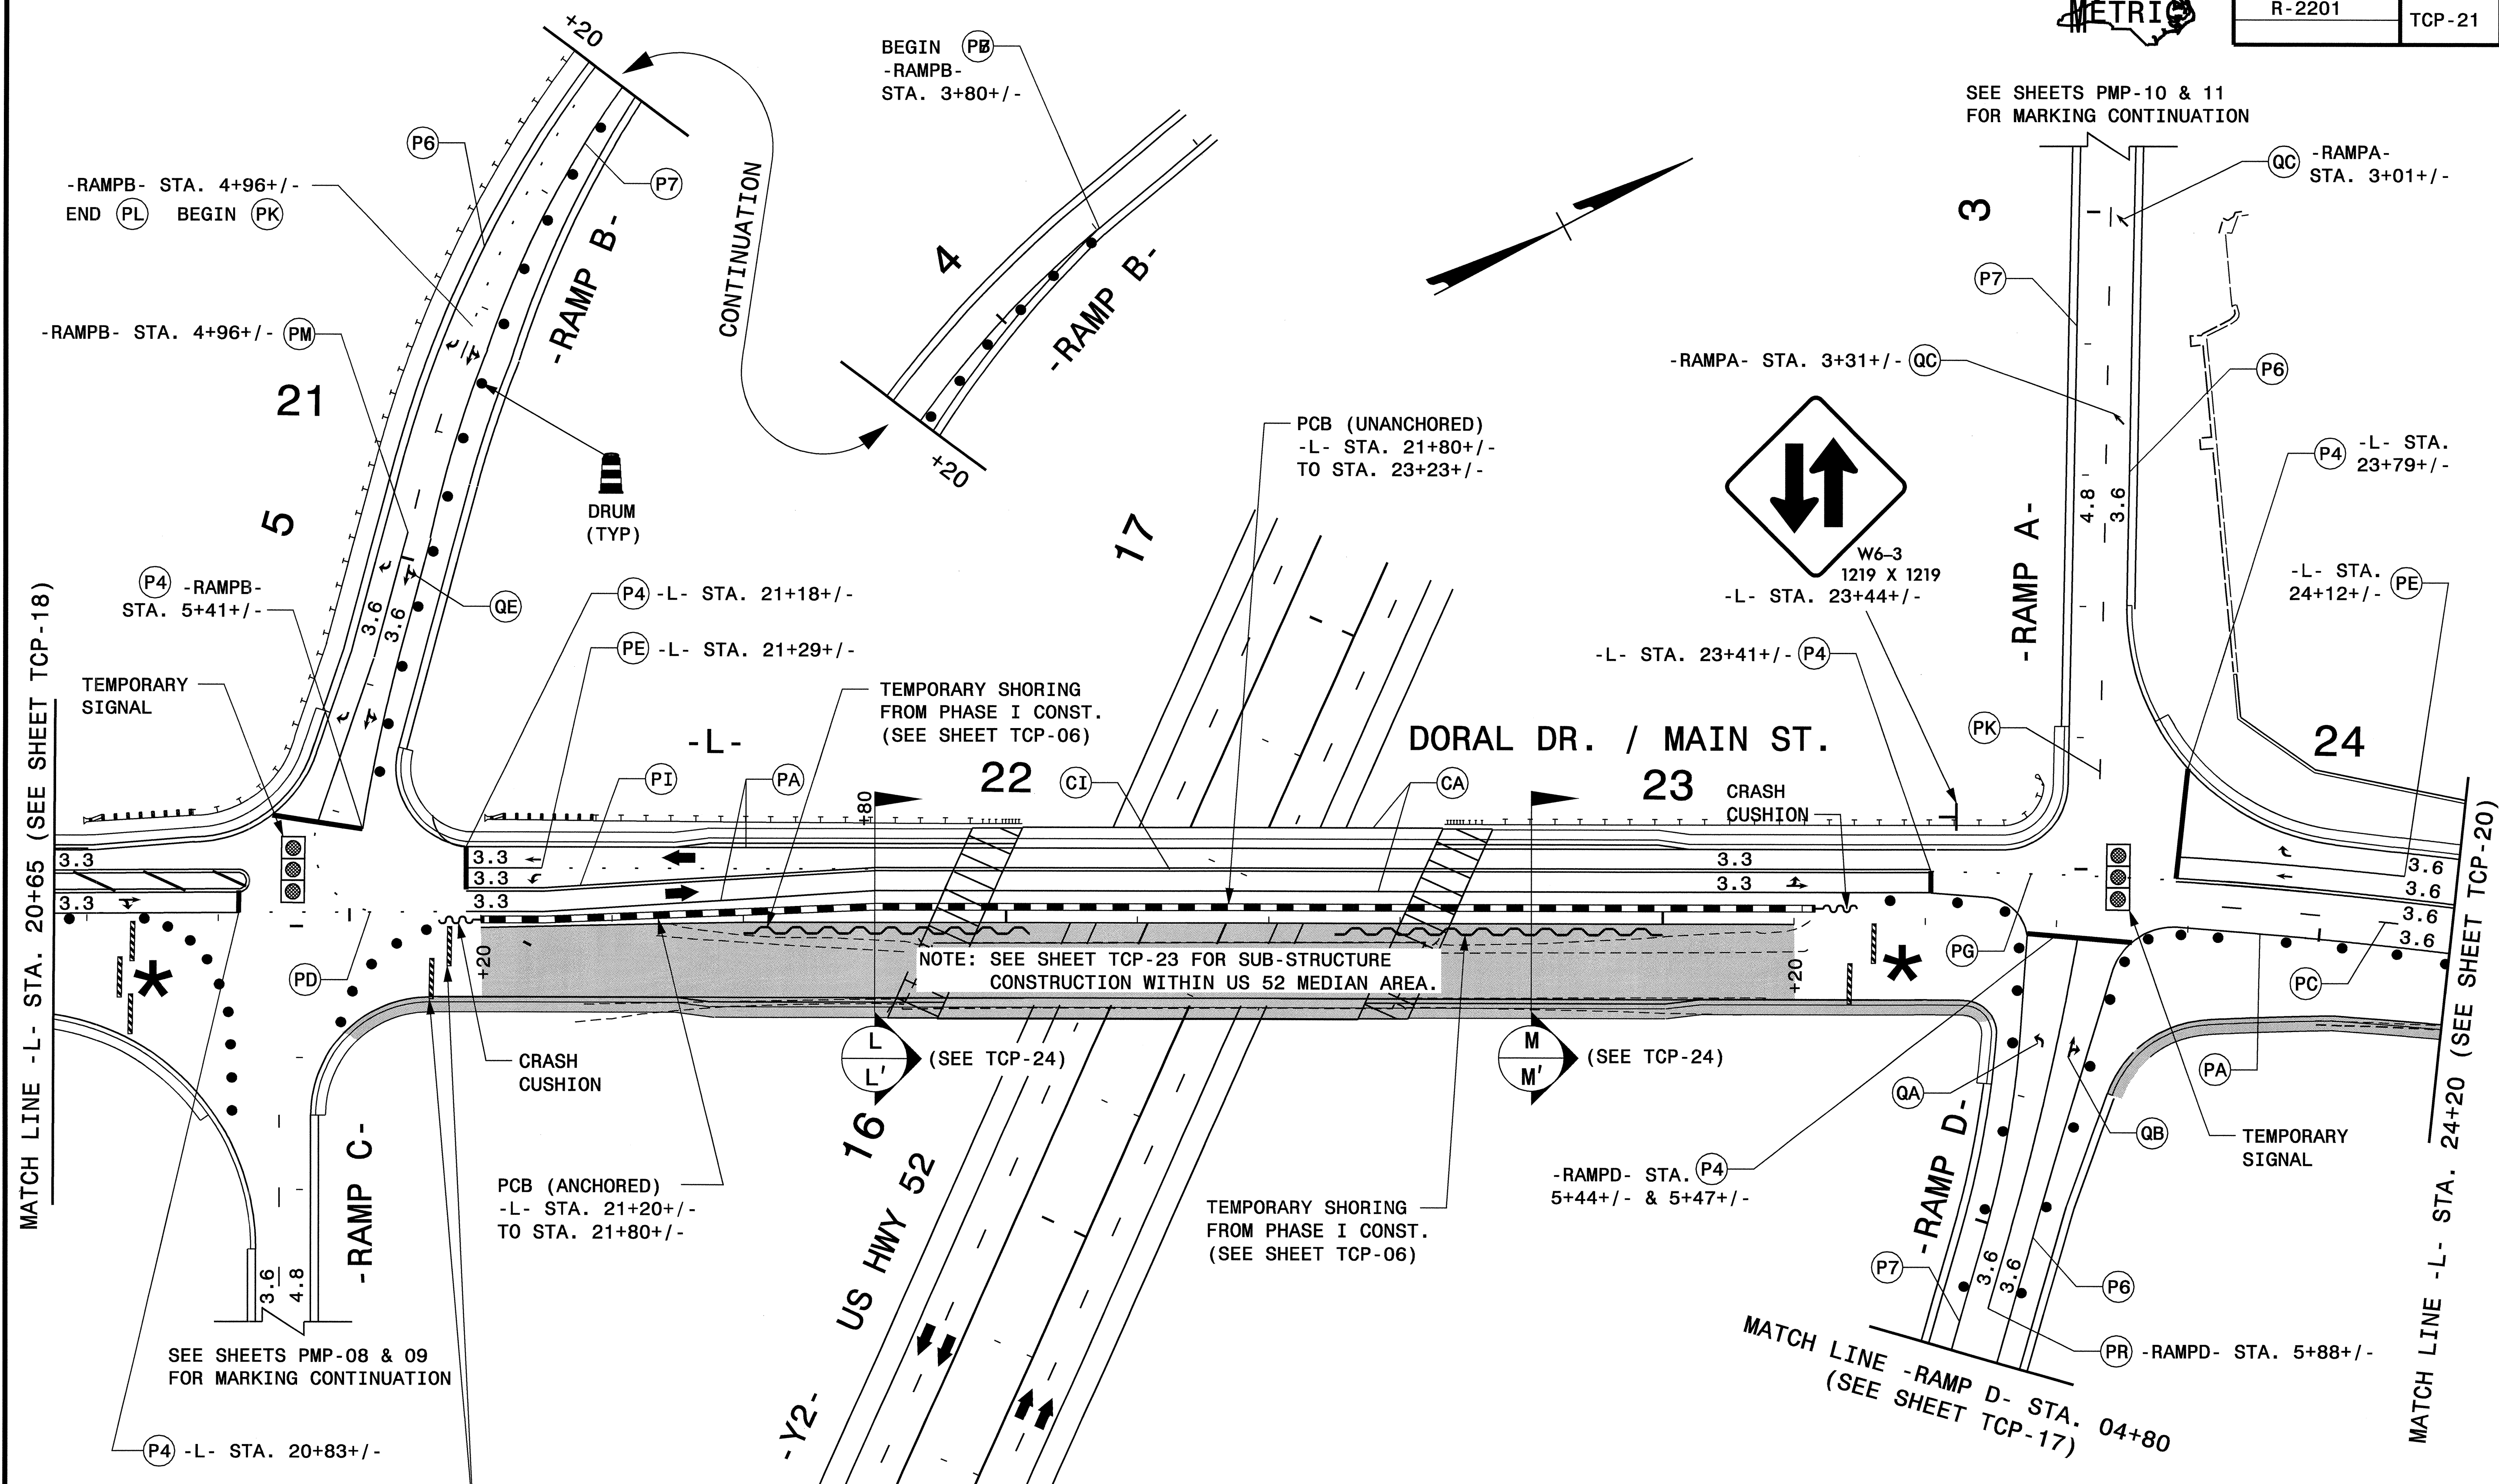 METRIC
R-2201
TCP-21
+20
BEGIN
-RAMPB-
STA. 3+80+/-
SEE SHEETS PMP-10 & 11
FOR MARKING CONTINUATION
P6
P7
-RAMPB- STA. 4+96+/-
END PL BEGIN PK
-RAMP B-
CONTINUATION
4
-RAMP B-
+20
3
QC -RAMPA-
STA. 3+01+/-
P7
-RAMPB- STA. 4+96+/- PM
21
5
DRUM
(TYP)
-RAMPA- STA. 3+31+/- QC
P6
PCB (UNANCHORED)
-L- STA. 21+80+/-
TO STA. 23+23+/-
P4 -L- STA.
23+79+/-
4.8
3.6
-RAMP A-
17
W6-3
1219 X 1219
-L- STA. 23+44+/-
-L- STA.
24+12+/- PE
P4 -RAMPB-
STA. 5+41+/-
3.6
3.6
QE
P4 -L- STA. 21+18+/-
PE -L- STA. 21+29+/-
-L- STA. 23+41+/- P4
TEMPORARY
SIGNAL
TEMPORARY SHORING
FROM PHASE I CONST.
(SEE SHEET TCP-06)
-L-
DORAL DR. / MAIN ST.
PK
24
PI
PA
22
CI
CA
23
CRASH
CUSHION
+80
MATCH LINE -L- STA. 20+65 (SEE SHEET TCP-18)
3.3
3.3
3.3
3.3
3.3
3.3
3.3
3.6
3.6
3.6
3.6
*
PD
+20
NOTE: SEE SHEET TCP-23 FOR SUB-STRUCTURE
CONSTRUCTION WITHIN US 52 MEDIAN AREA.
+20
*
PG
PC
MATCH LINE -L- STA. 24+20 (SEE SHEET TCP-20)
CRASH
CUSHION
L
L'
(SEE TCP-24)
M
M'
(SEE TCP-24)
QA
PA
QB
TEMPORARY
SIGNAL
-RAMP C-
16
US HWY 52
-Y2-
PCB (ANCHORED)
-L- STA. 21+20+/-
TO STA. 21+80+/-
TEMPORARY SHORING
FROM PHASE I CONST.
(SEE SHEET TCP-06)
-RAMPD- STA. P4
5+44+/- & 5+47+/-
-RAMP D-
3.6
4.8
P7
3.6
3.6
P6
SEE SHEETS PMP-08 & 09
FOR MARKING CONTINUATION
PR -RAMPD- STA. 5+88+/-
MATCH LINE -RAMP D- STA. 04+80
(SEE SHEET TCP-17)
P4 -L- STA. 20+83+/-